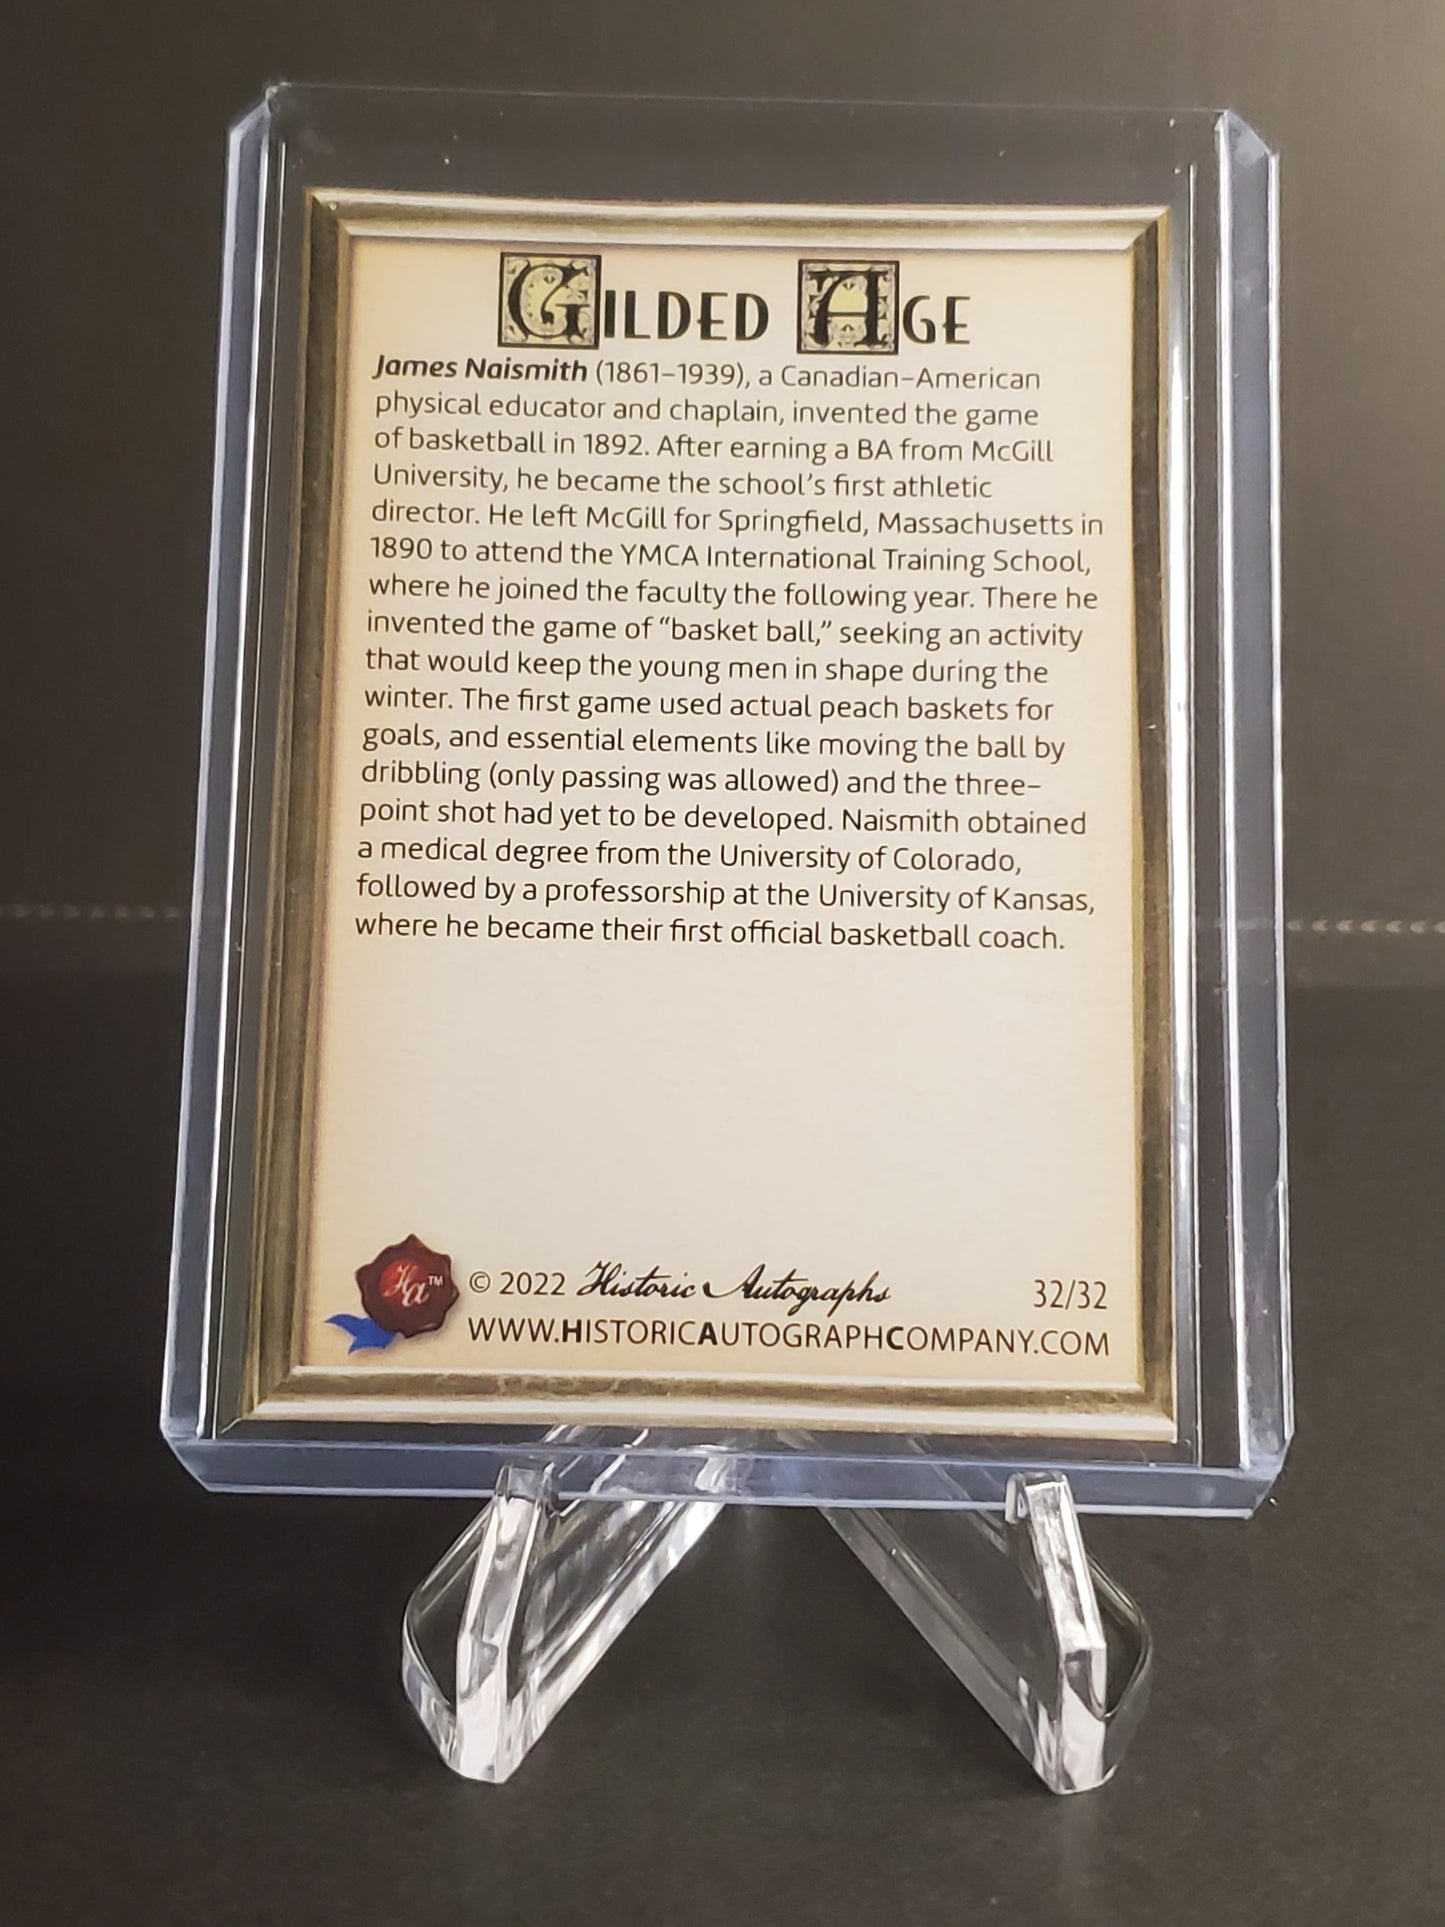 GILDED AGE
James Naismith (1861–1939), a Canadian–American
physical educator and chaplain, invented the game
of basketball in 1892. After earning a BA from McGill
University, he became the school's first athletic
director. He left McGill for Springfield, Massachusetts in
1890 to attend the YMCA International Training School,
where he joined the faculty the following year. There he
invented the game of “basket ball,” seeking an activity
that would keep the young men in shape during the
winter. The first game used actual peach baskets for
goals, and essential elements like moving the ball by
dribbling (only passing was allowed) and the three–
point shot had yet to be developed. Naismith obtained
a medical degree from the University of Colorado,
followed by a professorship at the University of Kansas,
where he became their first official basketball coach.
Ha™ © 2022 Historic Autographs 32/32
WWW.HISTORICAUTOGRAPHCOMPANY.COM